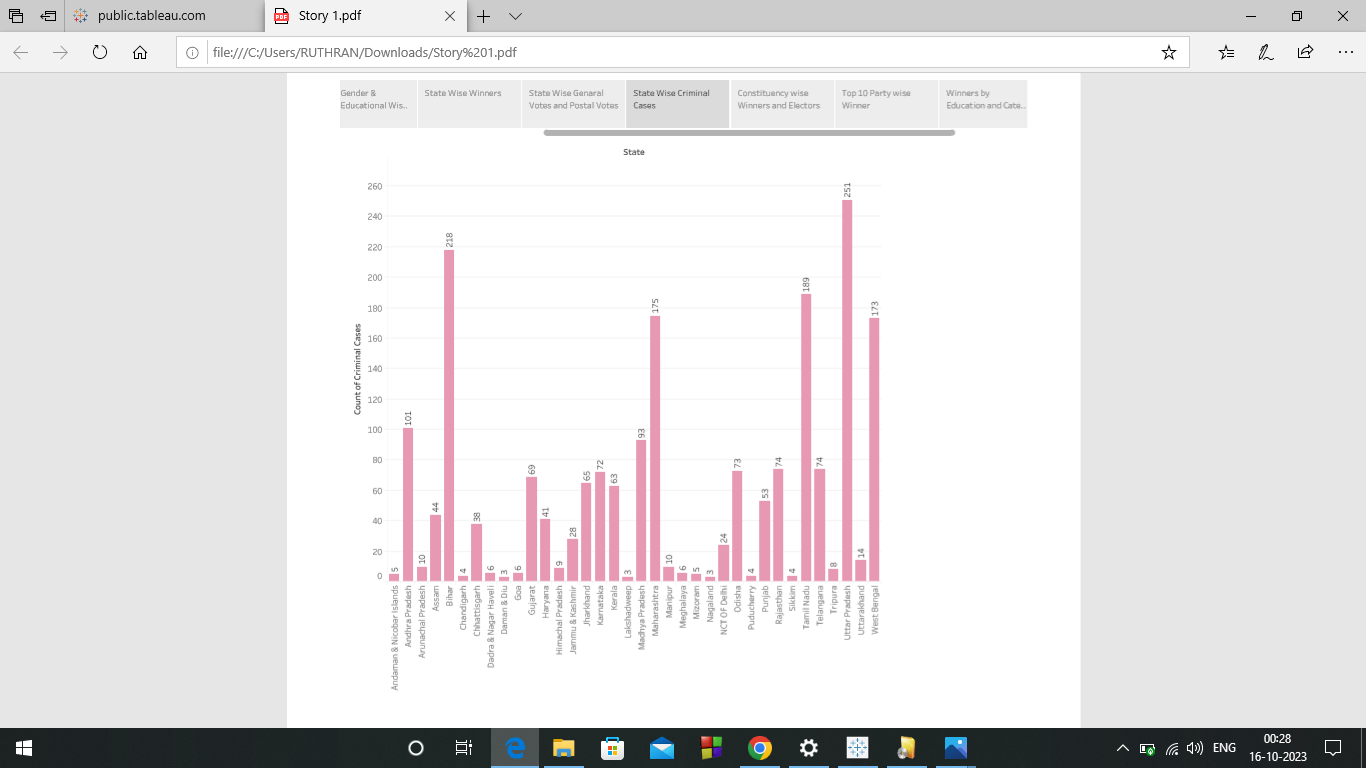 public.tableau.com
Story 1.pdf
file:///C:/Users/RUTHRAN/Downloads/Story%201.pdf
Gender &
Educational Wis..
State Wise Winners
State Wise Genaral
Votes and Postal Votes
State Wise Criminal
Cases
Constituency wise
Winners and Electors
Top 10 Party wise
Winner
Winners by
Education and Cate..
State
Count of Criminal Cases
260
240
220
200
180
160
140
120
100
80
60
40
20
0
5
101
10
44
218
4
38
6
3
6
69
41
9
28
65
72
63
3
93
175
10
6
5
3
24
73
4
53
74
4
189
74
8
251
14
173
Andaman & Nicobar Islands
Andhra Pradesh
Arunachal Pradesh
Assam
Bihar
Chandigarh
Chhattisgarh
Dadra & Nagar Haveli
Daman & Diu
Goa
Gujarat
Haryana
Himachal Pradesh
Jammu & Kashmir
Jharkhand
Karnataka
Kerala
Lakshadweep
Madhya Pradesh
Maharashtra
Manipur
Meghalaya
Mizoram
Nagaland
NCT OF Delhi
Odisha
Puducherry
Punjab
Rajasthan
Sikkim
Tamil Nadu
Telangana
Tripura
Uttar Pradesh
Uttarakhand
West Bengal
ENG
00:28
16-10-2023